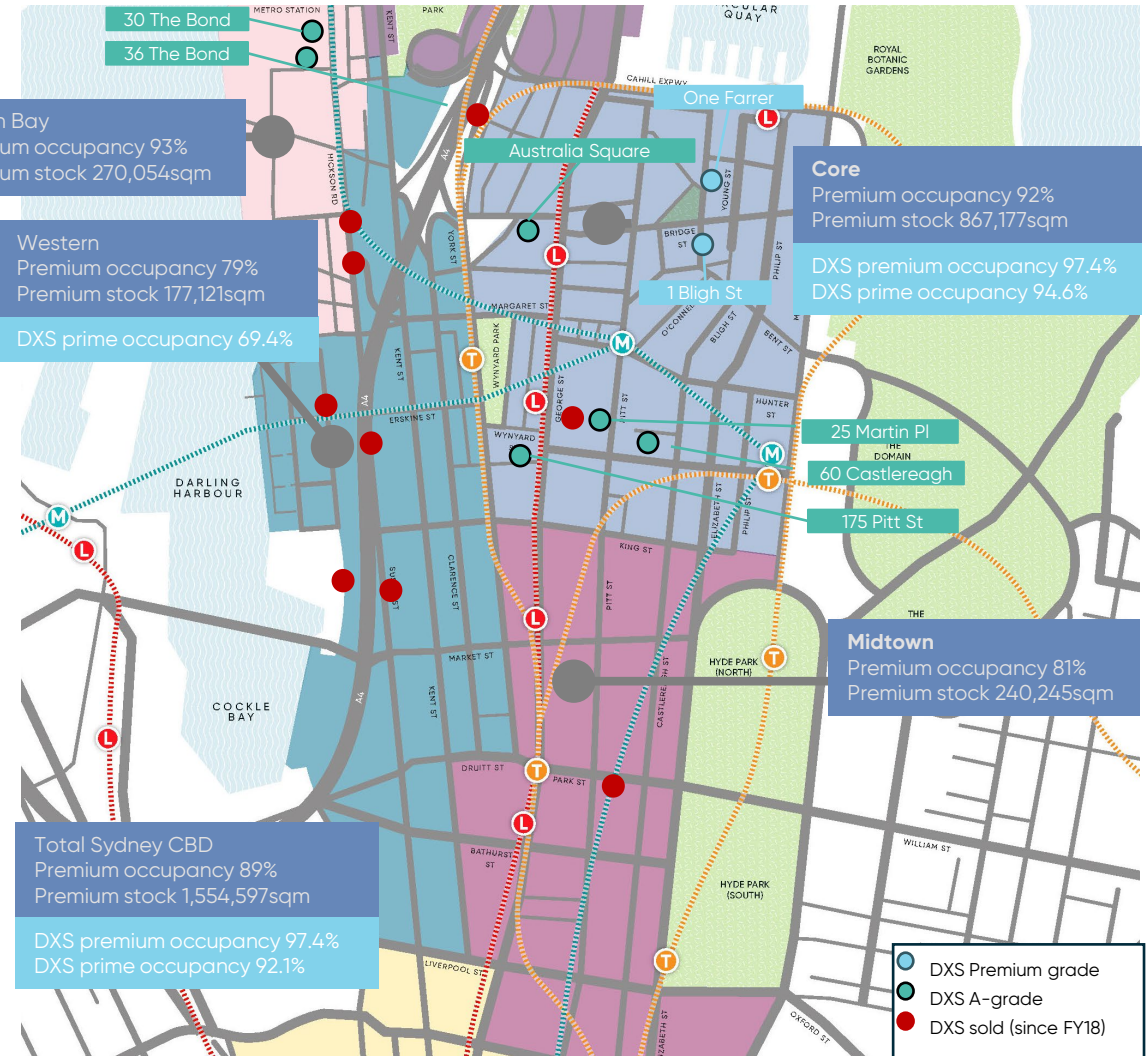 METRO STATION
KENT ST
PARK
QUAY
30 The Bond
36 The Bond
ROYAL
BOTANIC
GARDENS
CAHILL EXPWY
One Farrer
L
Bay
occupancy 93%
stock 270,054sqm
A4
HICKSON RD
Australia Square
YOUNG ST
Core
Premium occupancy 92%
Premium stock 867,177sqm
DXS premium occupancy 97.4%
DXS prime occupancy 94.6%
YORK ST
BRIDGE
ST
PHILIP ST
L
Western
Premium occupancy 79%
Premium stock 177,121sqm
DXS prime occupancy 69.4%
1 Bligh St
MARGARET ST
BLIGH ST
BENT ST
M
WYNYARD PARK
T
KENT ST
A4
ERSKINE ST
GEORGE ST
PITT ST
L
HUNTER
ST
WYNYARD
25 Martin Pl
THE
DOMAIN
60 Castlereagh
M
T
175 Pitt St
DARLING
HARBOUR
M
L
ELIZABETH ST
PHILIP ST
KING ST
CLARENCE ST
PITT ST
L
THE
MARKET ST
Midtown
Premium occupancy 81%
Premium stock 240,245sqm
HYDE PARK
(NORTH)
T
KENT ST
A4
COCKLE
BAY
L
DRUITT ST
T
PARK ST
L
BATHURST
ST
WILLIAM ST
Total Sydney CBD
Premium occupancy 89%
Premium stock 1,554,597sqm
DXS premium occupancy 97.4%
DXS prime occupancy 92.1%
HYDE PARK
(SOUTH)
LIVERPOOL ST
T
OXFORD ST
DXS Premium grade
DXS A-grade
DXS sold (since FY18)